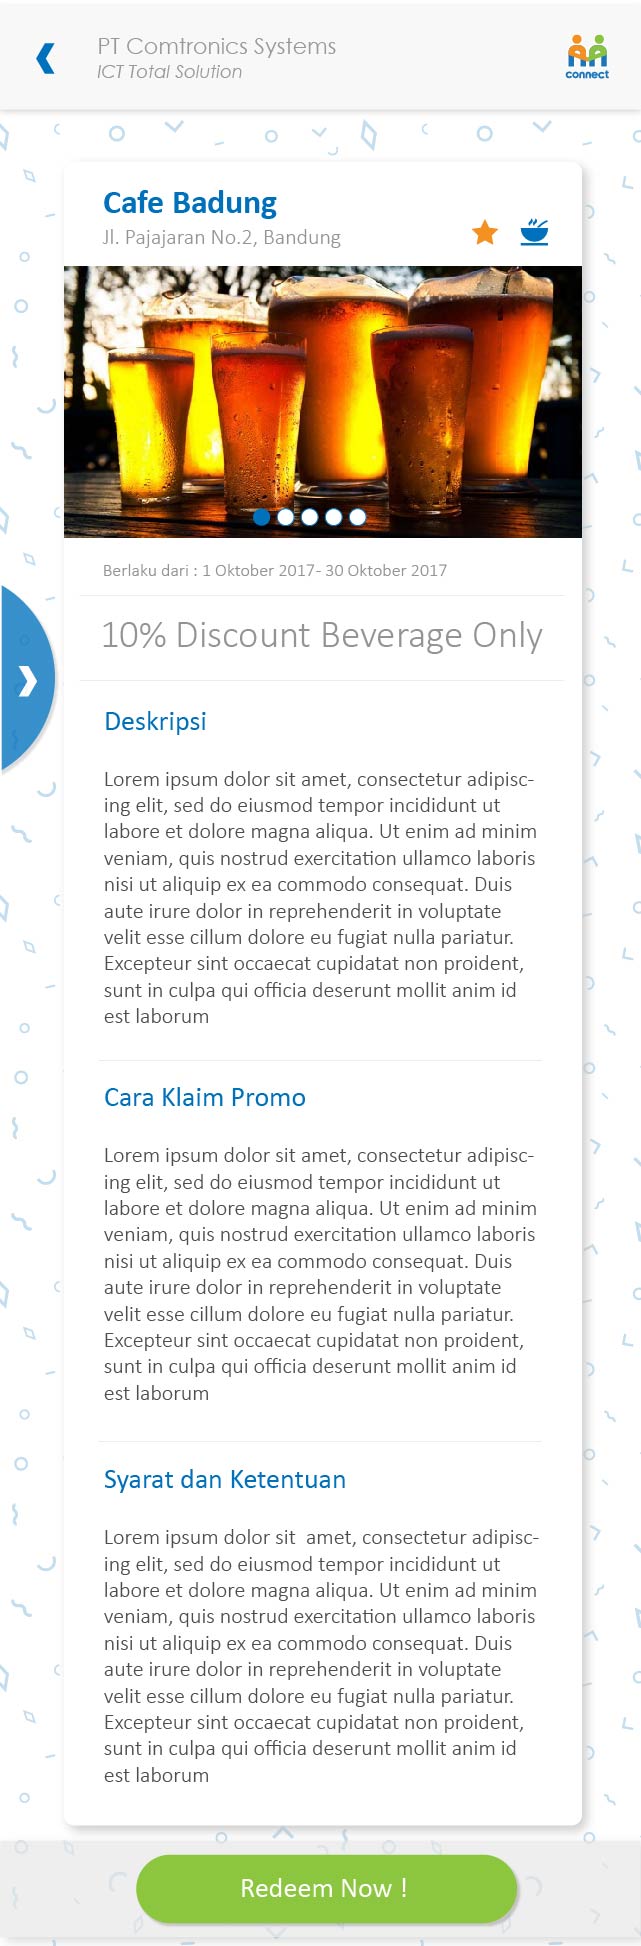 PT Comtronics Systems
ICT Total Solution
connect
Cafe Badung
Jl. Pajajaran No.2, Bandung
Berlaku dari : 1 Oktober 2017- 30 Oktober 2017
10% Discount Beverage Only
Deskripsi
Lorem ipsum dolor sit amet, consectetur adipisc-
ing elit, sed do eiusmod tempor incididunt ut
labore et dolore magna aliqua. Ut enim ad minim
veniam, quis nostrud exercitation ullamco laboris
nisi ut aliquip ex ea commodo consequat. Duis
aute irure dolor in reprehenderit in voluptate
velit esse cillum dolore eu fugiat nulla pariatur.
Excepteur sint occaecat cupidatat non proident,
sunt in culpa qui officia deserunt mollit anim id
est laborum
Cara Klaim Promo
Lorem ipsum dolor sit amet, consectetur adipisc-
ing elit, sed do eiusmod tempor incididunt ut
labore et dolore magna aliqua. Ut enim ad minim
veniam, quis nostrud exercitation ullamco laboris
nisi ut aliquip ex ea commodo consequat. Duis
aute irure dolor in reprehenderit in voluptate
velit esse cillum dolore eu fugiat nulla pariatur.
Excepteur sint occaecat cupidatat non proident,
sunt in culpa qui officia deserunt mollit anim id
est laborum
Syarat dan Ketentuan
Lorem ipsum dolor sit  amet, consectetur adipisc-
ing elit, sed do eiusmod tempor incididunt ut
labore et dolore magna aliqua. Ut enim ad minim
veniam, quis nostrud exercitation ullamco laboris
nisi ut aliquip ex ea commodo consequat. Duis
aute irure dolor in reprehenderit in voluptate
velit esse cillum dolore eu fugiat nulla pariatur.
Excepteur sint occaecat cupidatat non proident,
sunt in culpa qui officia deserunt mollit anim id
est laborum
Redeem Now !